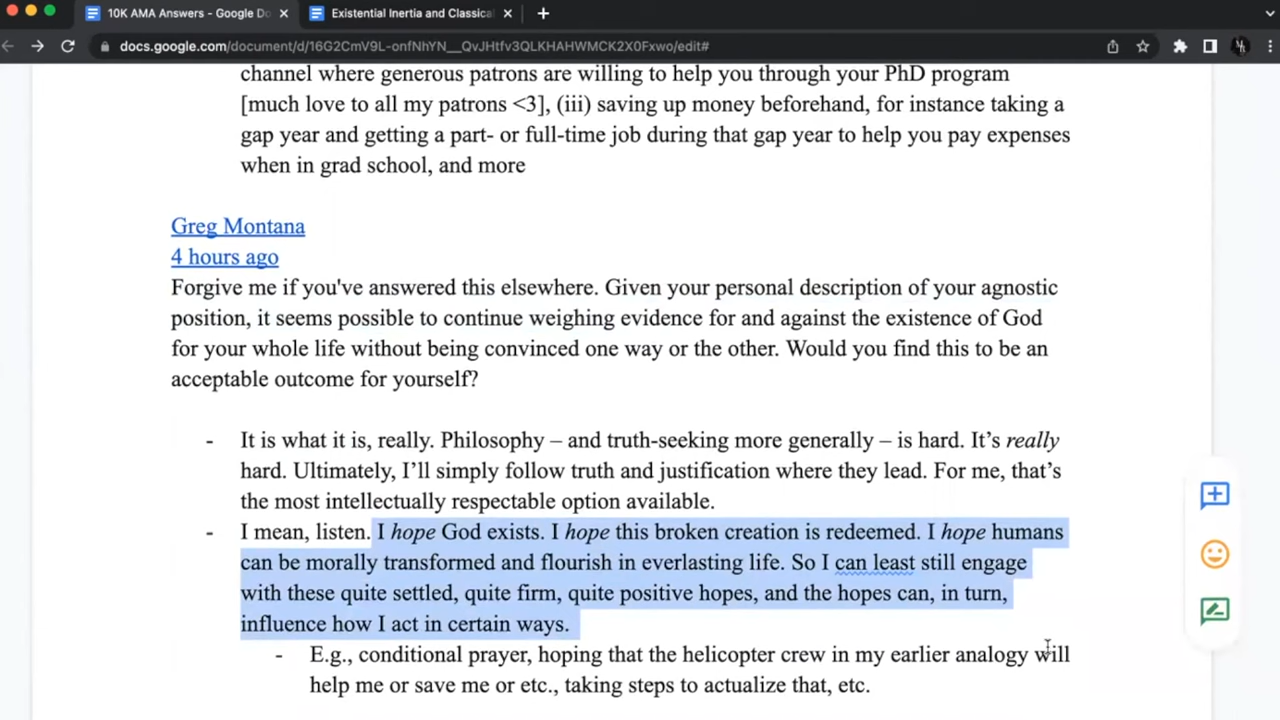 10K AMA Answers - Google Do
Existential Inertia and Classical
docs.google.com/document/d/16G2CmV9L-onfNhYN__QvJHtfv3QLKHAHWMCK2X0Fxwo/edit#
channel where generous patrons are willing to help you through your PhD program
[much love to all my patrons <3], (iii) saving up money beforehand, for instance taking a
gap year and getting a part- or full-time job during that gap year to help you pay expenses
when in grad school, and more
Greg Montana
4 hours ago
Forgive me if you've answered this elsewhere. Given your personal description of your agnostic
position, it seems possible to continue weighing evidence for and against the existence of God
for your whole life without being convinced one way or the other. Would you find this to be an
acceptable outcome for yourself?
- It is what it is, really. Philosophy – and truth-seeking more generally – is hard. It’s really
hard. Ultimately, I’ll simply follow truth and justification where they lead. For me, that’s
the most intellectually respectable option available.
- I mean, listen. I hope God exists. I hope this broken creation is redeemed. I hope humans
can be morally transformed and flourish in everlasting life. So I can least still engage
with these quite settled, quite firm, quite positive hopes, and the hopes can, in turn,
influence how I act in certain ways.
- E.g., conditional prayer, hoping that the helicopter crew in my earlier analogy will
help me or save me or etc., taking steps to actualize that, etc.